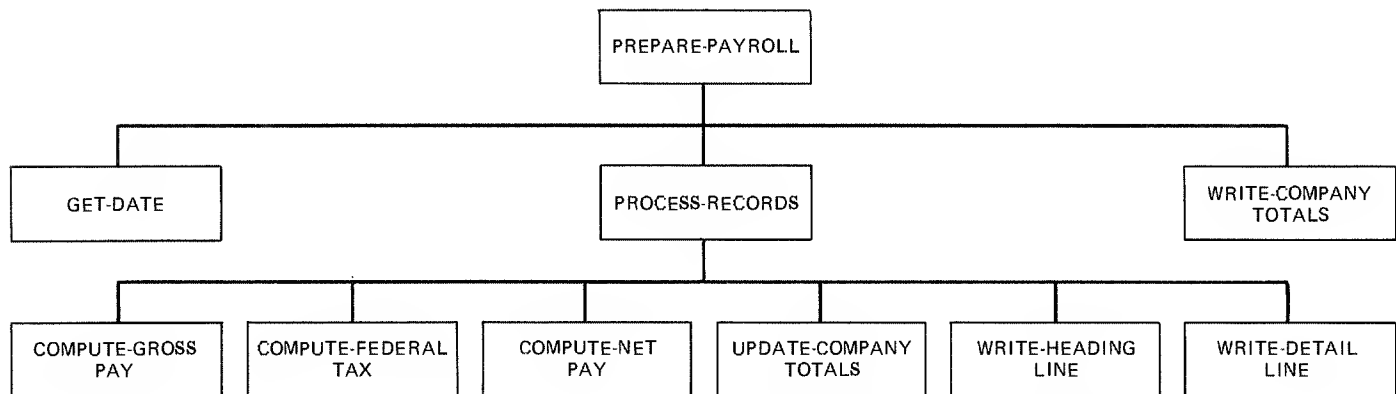 PREPARE-PAYROLL
GET-DATE
PROCESS-RECORDS
WRITE-COMPANY
TOTALS
COMPUTE-GROSS
PAY
COMPUTE-FEDERAL
TAX
COMPUTE-NET
PAY
UPDATE-COMPANY
TOTALS
WRITE-HEADING
LINE
WRITE-DETAIL
LINE